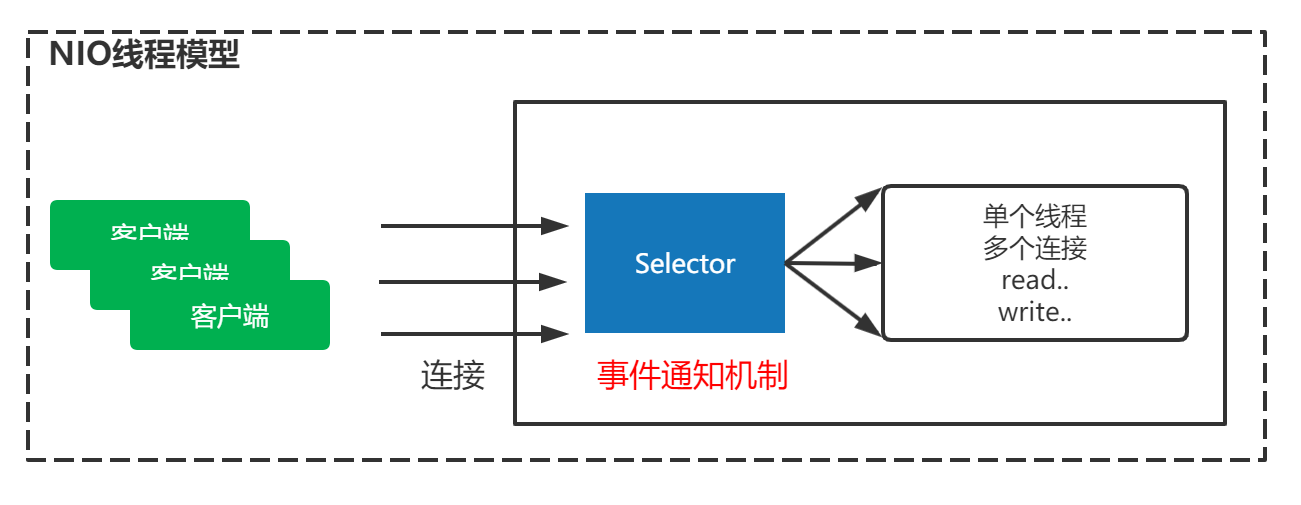 NIO线程模型
客户端
客户端
客户端
连接
Selector
事件通知机制
单个线程
多个连接
read..
write..